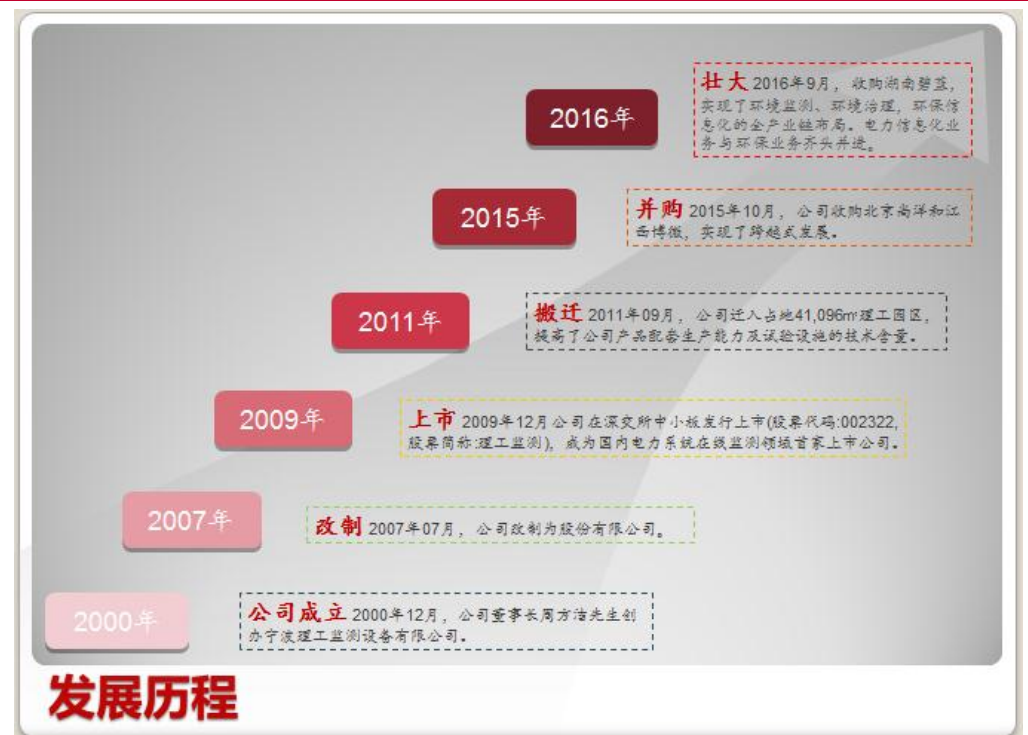 2016年
壮大 2016年9月，收购湖南碧蓝，
实现了环境监测、环境治理，环保信
息化的全产业链布局。电力信息化业
务与环保业务齐头并进。
2015年
并购 2015年10月，公司收购北京尚洋和江
西博微，实现了跨越式发展。
2011年
搬迁 2011年09月，公司迁入占地41,096㎡理工园区，
提高了公司产品配套生产能力及试验设施的技术含量。
2009年
上市 2009年12月公司在深交所中小板发行上市(股票代码:002322,
股票简称:理工监测)，成为国内电力系统在线监测领域首家上市公司。
2007年
改制 2007年07月，公司改制为股份有限公司。
2000年
公司成立 2000年12月，公司董事长周方洁先生创
办宁波理工监测设备有限公司。
发展历程